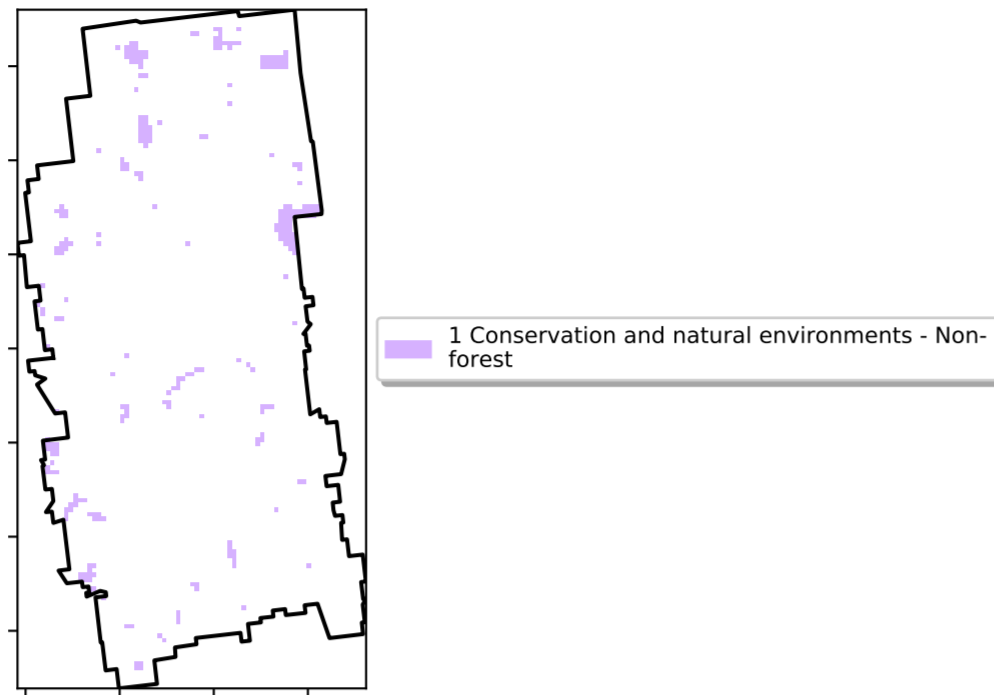 1 Conservation and natural environments - Non-
forest